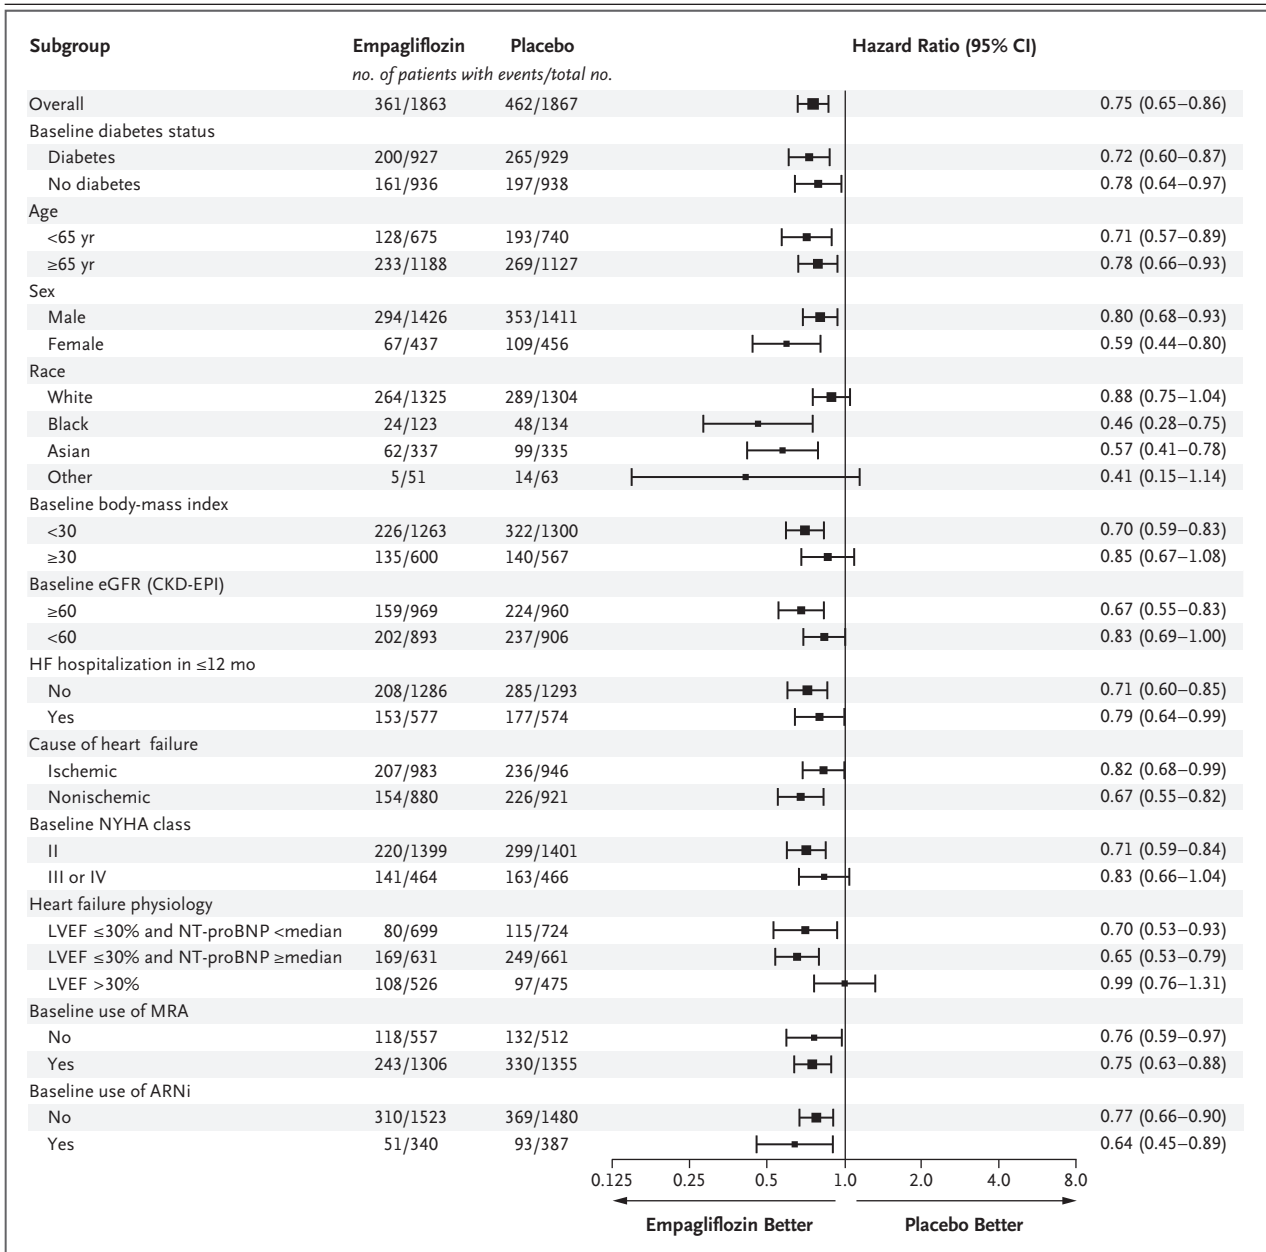 Subgroup Empagliflozin Placebo Hazard Ratio (95% CI)
no. of patients with events/total no.
Overall 361/1863 462/1867 0.75 (0.65–0.86)
Baseline diabetes status
Diabetes 200/927 265/929 0.72 (0.60–0.87)
No diabetes 161/936 197/938 0.78 (0.64–0.97)
Age
<65 yr 128/675 193/740 0.71 (0.57–0.89)
≥65 yr 233/1188 269/1127 0.78 (0.66–0.93)
Sex
Male 294/1426 353/1411 0.80 (0.68–0.93)
Female 67/437 109/456 0.59 (0.44–0.80)
Race
White 264/1325 289/1304 0.88 (0.75–1.04)
Black 24/123 48/134 0.46 (0.28–0.75)
Asian 62/337 99/335 0.57 (0.41–0.78)
Other 5/51 14/63 0.41 (0.15–1.14)
Baseline body-mass index
<30 226/1263 322/1300 0.70 (0.59–0.83)
≥30 135/600 140/567 0.85 (0.67–1.08)
Baseline eGFR (CKD-EPI)
≥60 159/969 224/960 0.67 (0.55–0.83)
<60 202/893 237/906 0.83 (0.69–1.00)
HF hospitalization in ≤12 mo
No 208/1286 285/1293 0.71 (0.60–0.85)
Yes 153/577 177/574 0.79 (0.64–0.99)
Cause of heart failure
Ischemic 207/983 236/946 0.82 (0.68–0.99)
Nonischemic 154/880 226/921 0.67 (0.55–0.82)
Baseline NYHA class
II 220/1399 299/1401 0.71 (0.59–0.84)
III or IV 141/464 163/466 0.83 (0.66–1.04)
Heart failure physiology
LVEF ≤30% and NT-proBNP <median 80/699 115/724 0.70 (0.53–0.93)
LVEF ≤30% and NT-proBNP ≥median 169/631 249/661 0.65 (0.53–0.79)
LVEF >30% 108/526 97/475 0.99 (0.76–1.31)
Baseline use of MRA
No 118/557 132/512 0.76 (0.59–0.97)
Yes 243/1306 330/1355 0.75 (0.63–0.88)
Baseline use of ARNi
No 310/1523 369/1480 0.77 (0.66–0.90)
Yes 51/340 93/387 0.64 (0.45–0.89)
0.125 0.25 0.5 1.0 2.0 4.0 8.0
Empagliflozin Better Placebo Better